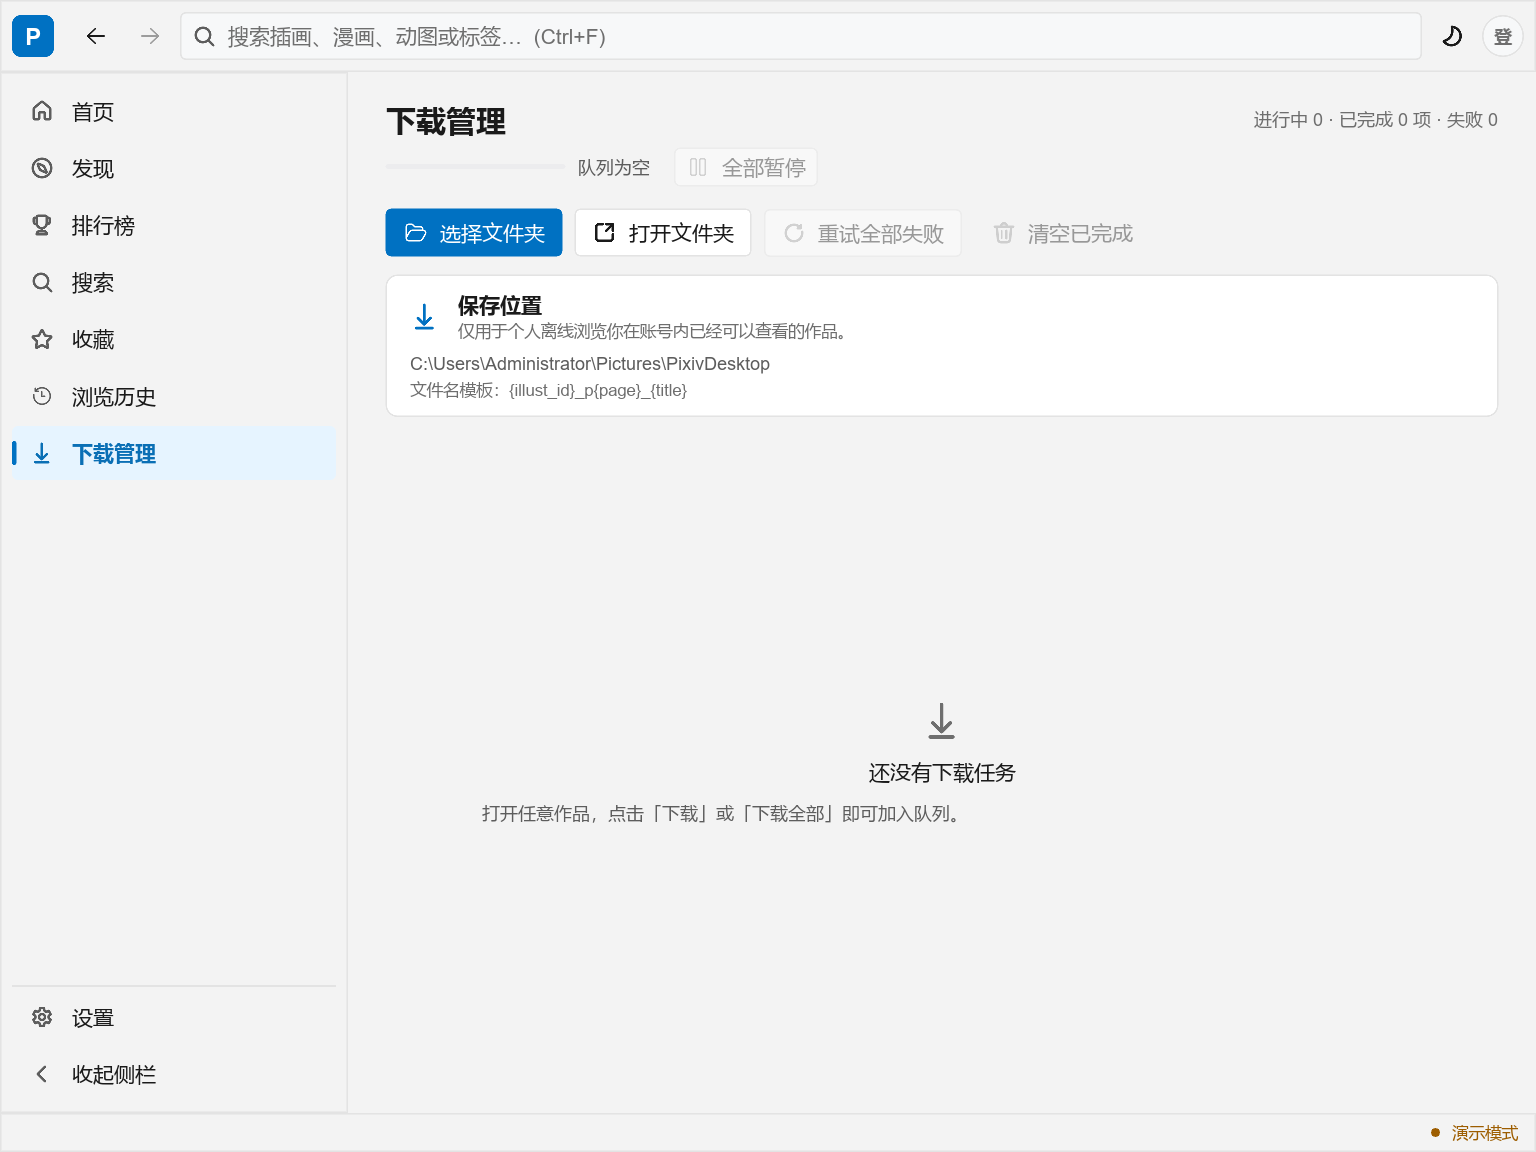 P
搜索插画、漫画、动图或标签… (Ctrl+F)
登
首页
发现
排行榜
搜索
收藏
浏览历史
下载管理
设置
收起侧栏
下载管理
进行中 0 · 已完成 0 项 · 失败 0
队列为空
全部暂停
选择文件夹
打开文件夹
重试全部失败
清空已完成
保存位置
仅用于个人离线浏览你在账号内已经可以查看的作品。
C:\Users\Administrator\Pictures\PixivDesktop
文件名模板：{illust_id}_p{page}_{title}
还没有下载任务
打开任意作品，点击「下载」或「下载全部」即可加入队列。
演示模式